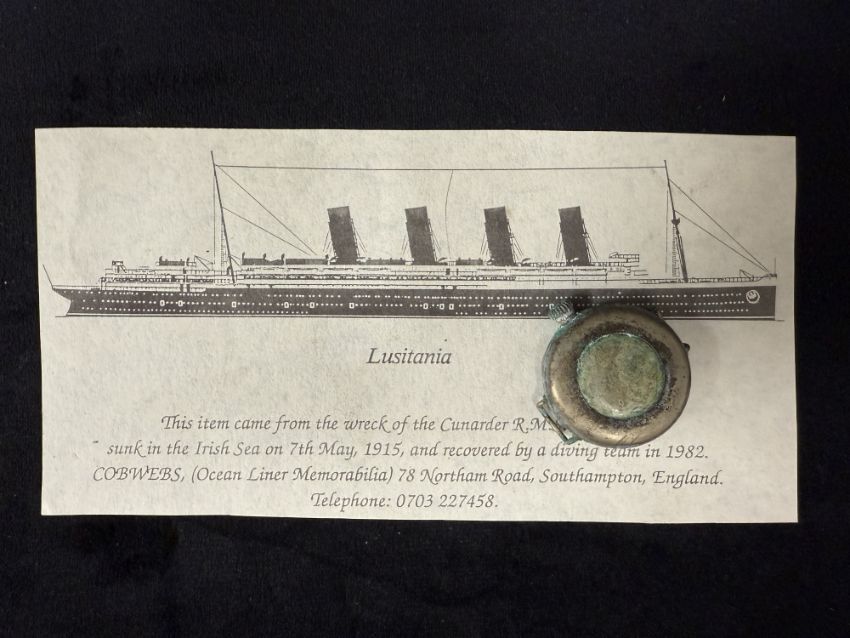 Lusitania
This item came from the wreck of the Cunarder R.M.
sunk in the Irish Sea on 7th May, 1915, and recovered by a diving team in 1982.
COBWEBS, (Ocean Liner Memorabilia) 78 Northam Road, Southampton, England.
Telephone: 0703 227458.